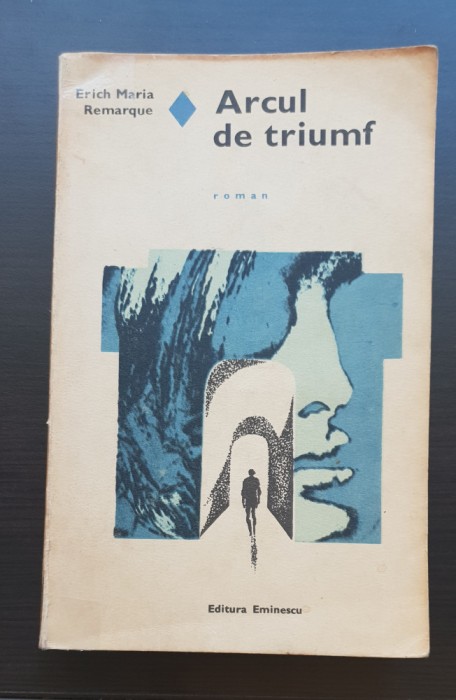 Erich Maria
Remarque
Arcul
de triumf
roman
Editura Eminescu